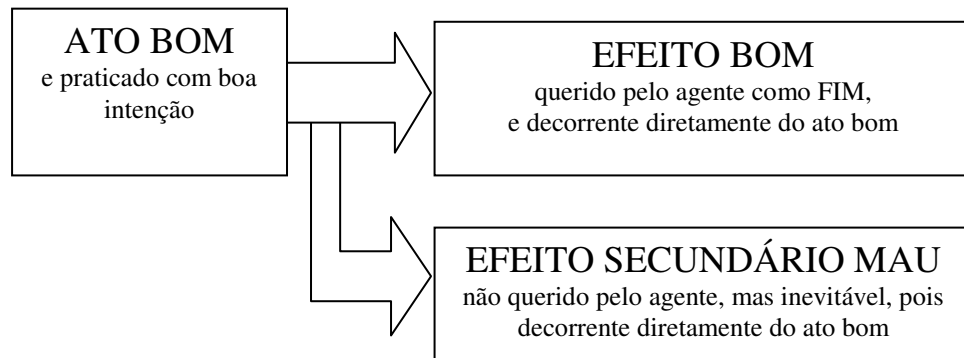 ATO BOM
e praticado com boa
intenção
EFEITO BOM
querido pelo agente como FIM,
e decorrente diretamente do ato bom
EFEITO SECUNDÁRIO MAU
não querido pelo agente, mas inevitável, pois
decorrente diretamente do ato bom